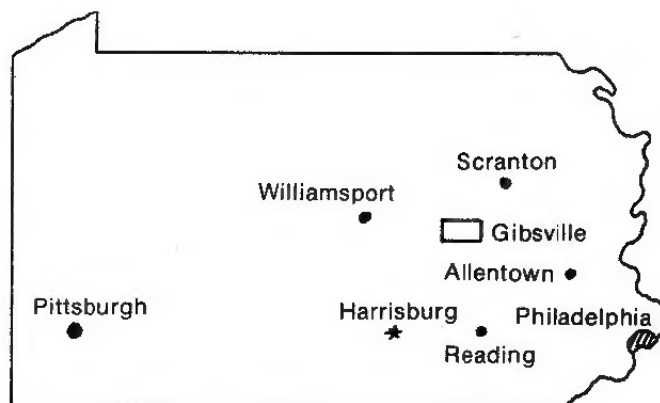 Scranton
Williamsport
Gibsville
Allentown
Pittsburgh
Harrisburg
Philadelphia
Reading